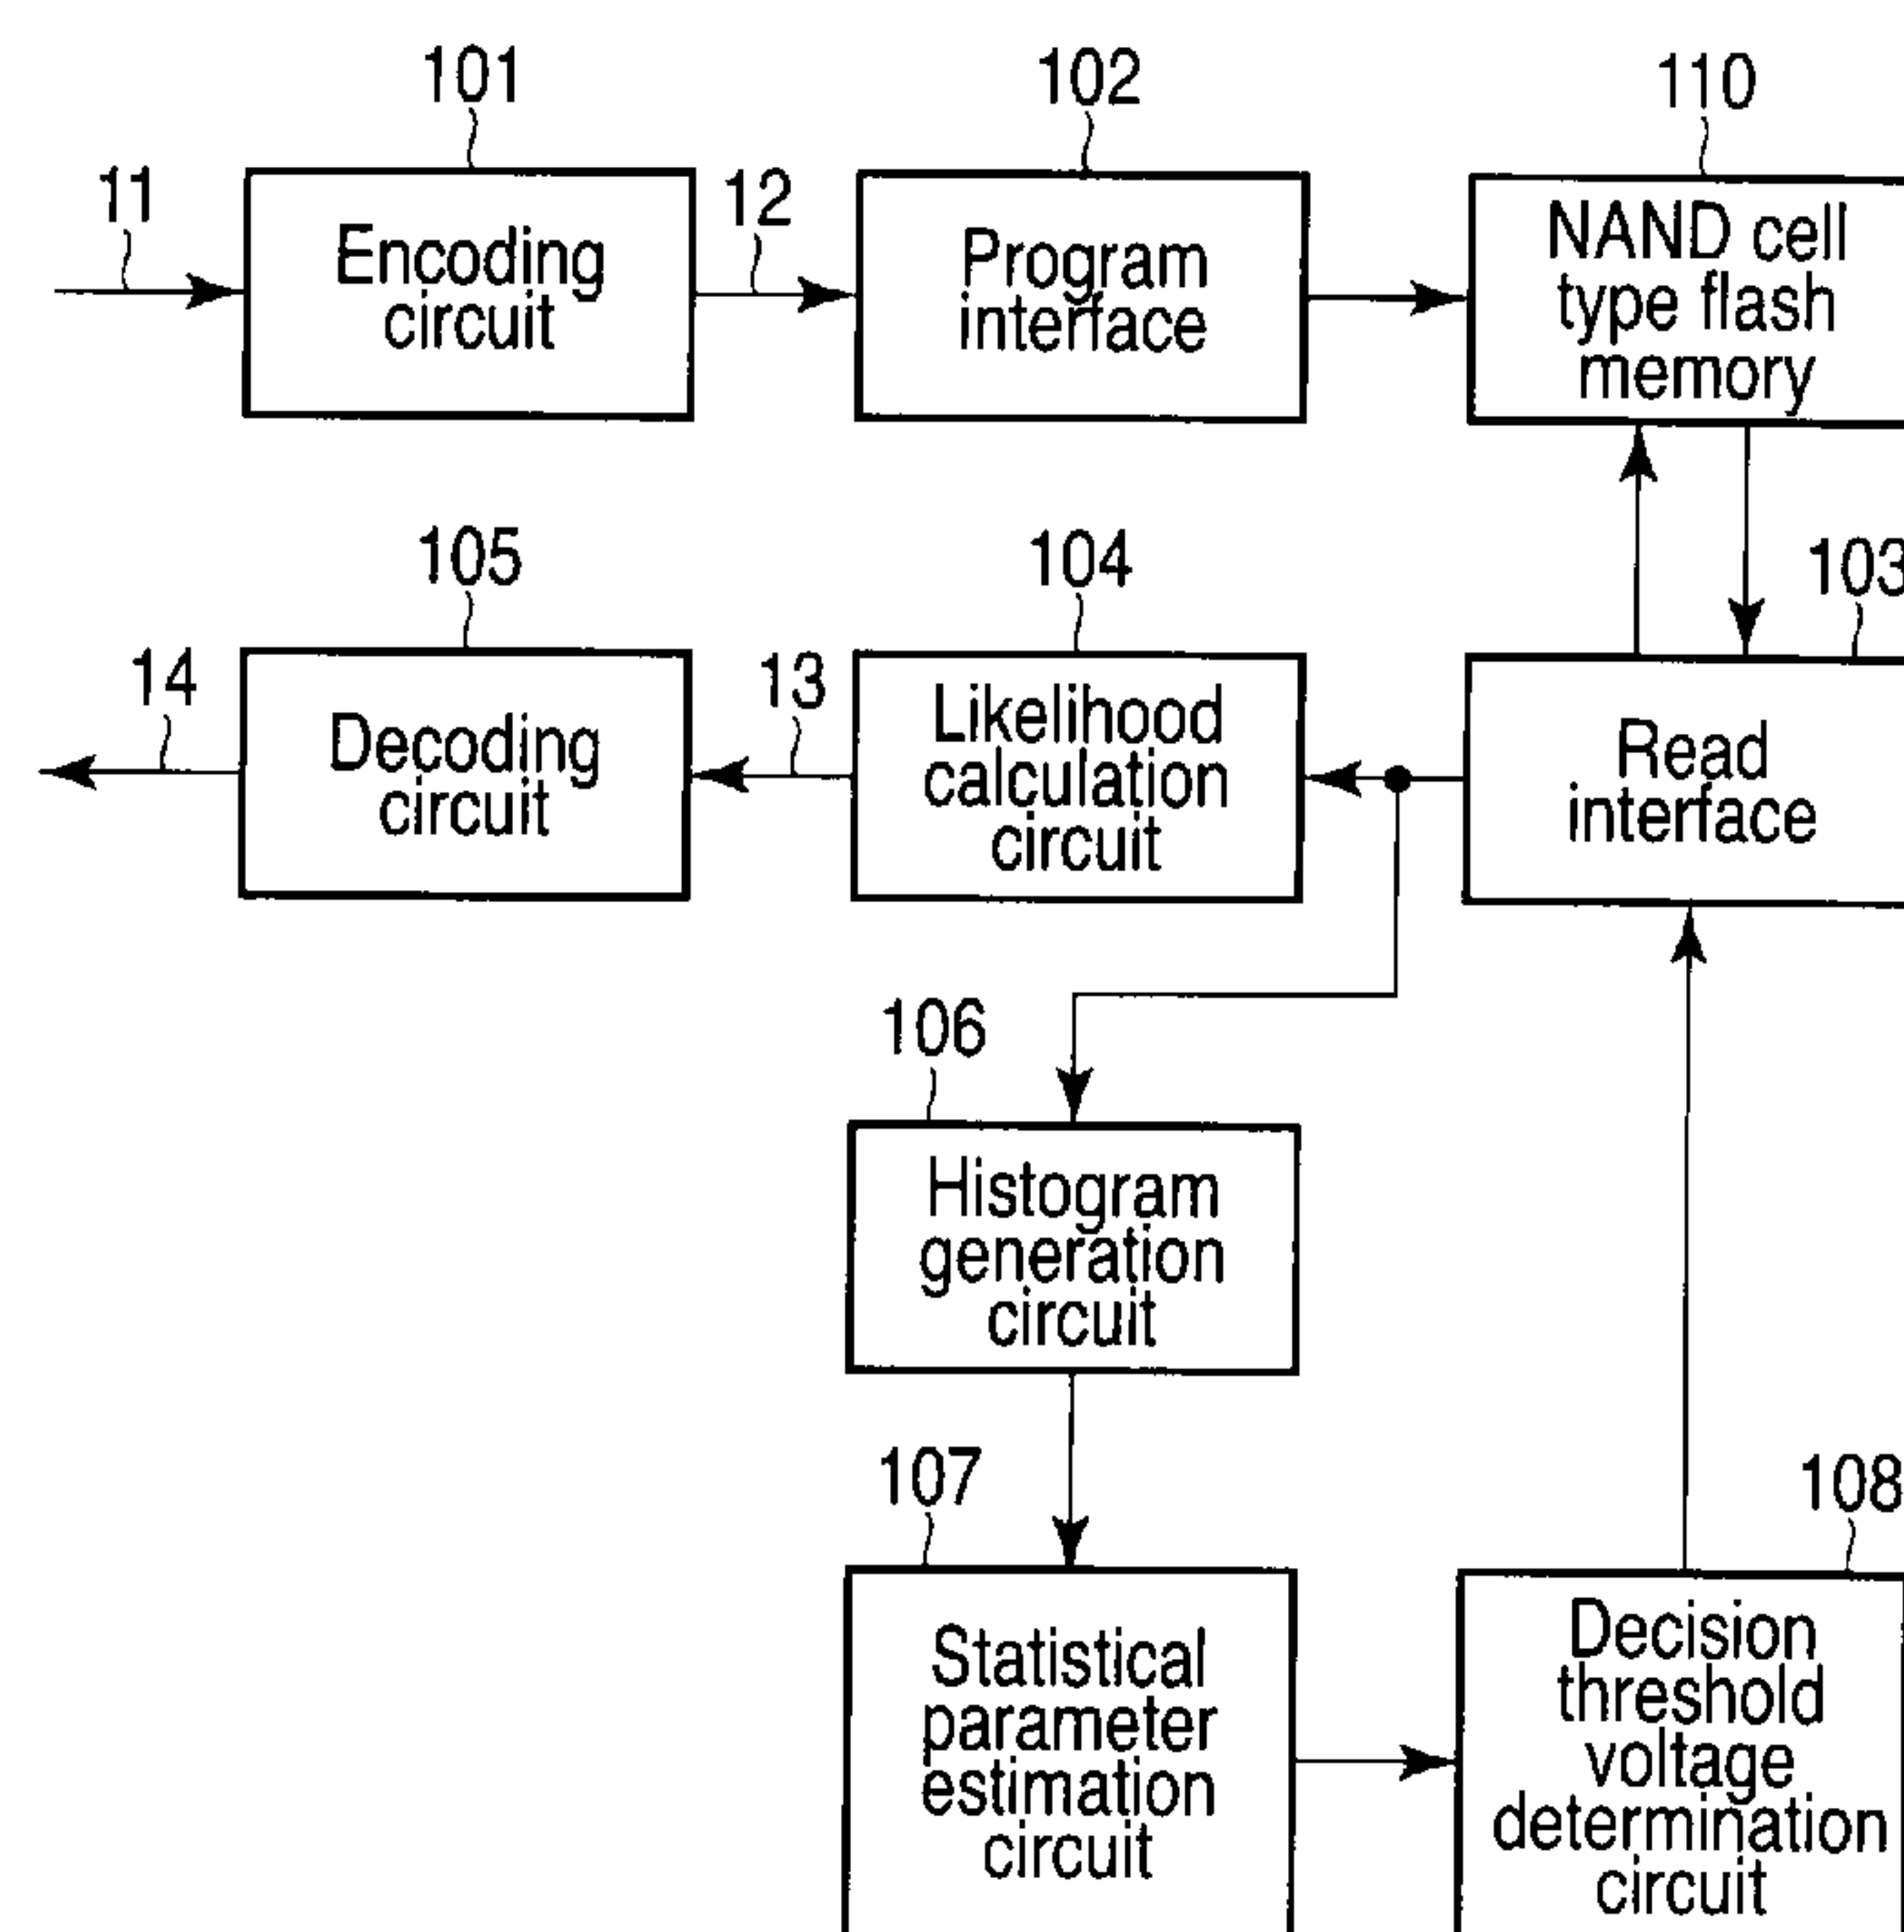 101
102
110
11
12
Encoding
circuit
Program
interface
NAND cell
type flash
memory
105
104
103
14
13
Decoding
circuit
Likelihood
calculation
circuit
Read
interface
106
Histogram
generation
circuit
107
108
Statistical
parameter
estimation
circuit
Decision
threshold
voltage
determination
circuit